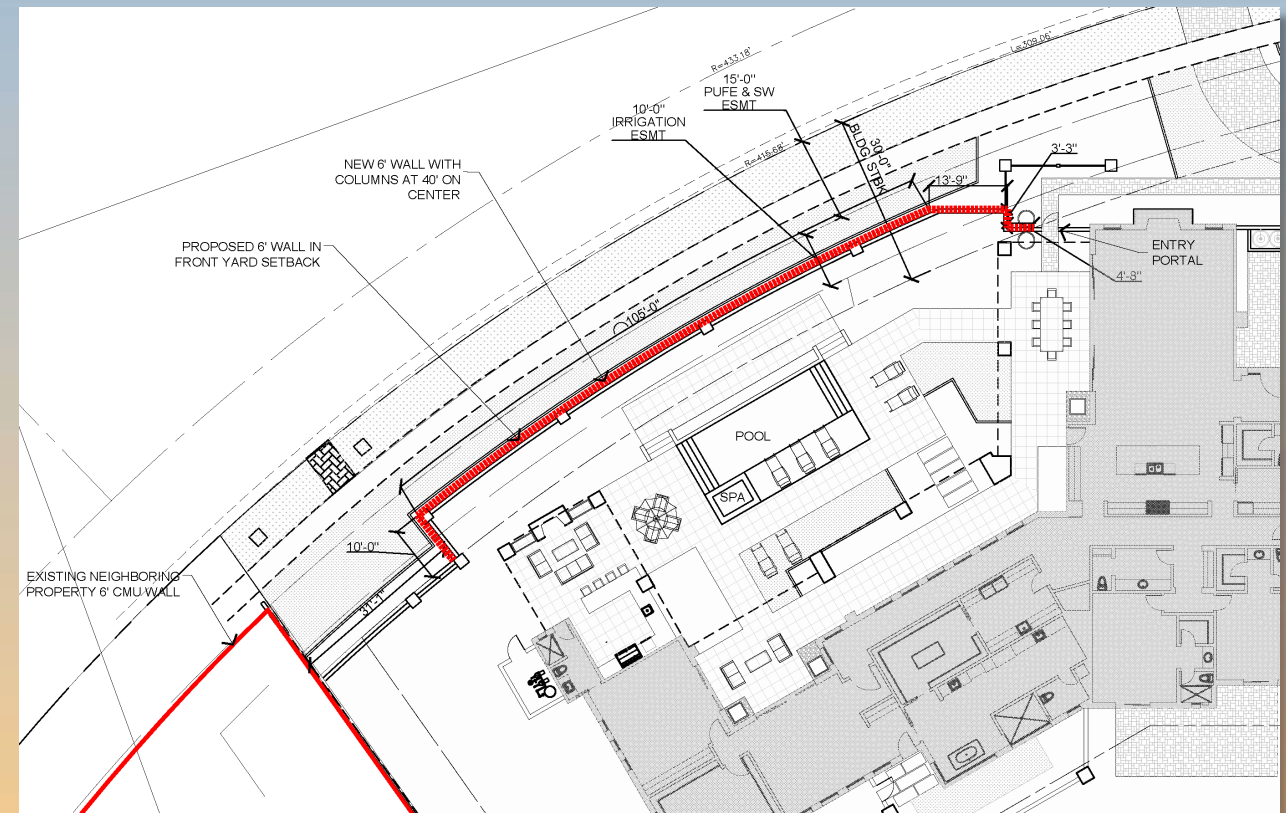 R=433.18'
L=309.06'
15'-0"
PUFE & SW
ESMT
10'-0"
IRRIGATION
ESMT
R=415.68'
30'-0"
BLDG STBK
3'-3"
13'-9"
NEW 6' WALL WITH
COLUMNS AT 40' ON
CENTER
PROPOSED 6' WALL IN
FRONT YARD SETBACK
ENTRY
PORTAL
4'-8"
105'-0"
POOL
SPA
10'-0"
EXISTING NEIGHBORING
PROPERTY 6' CMU WALL
31'-1"